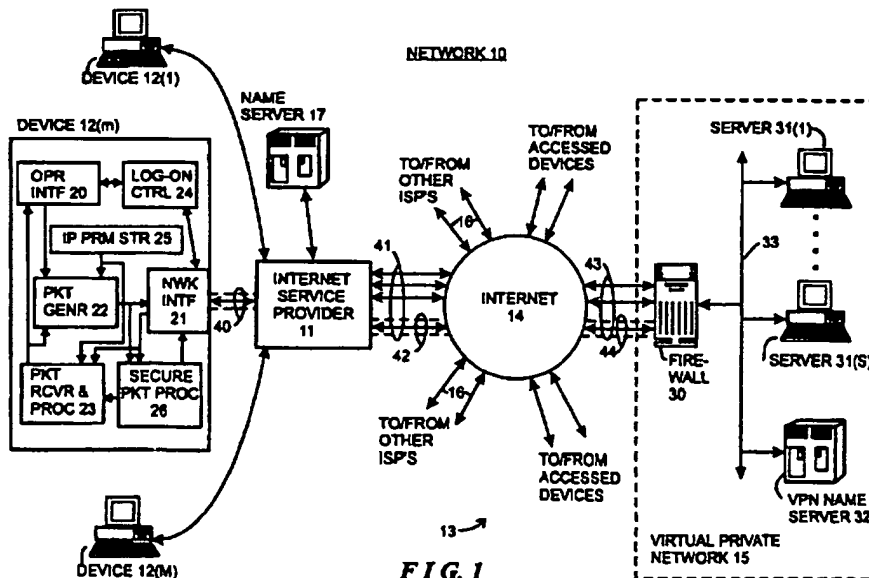 NETWORK 10
DEVICE 12(1)
NAME
SERVER 17
DEVICE 12(m)
OPR
INTF 20
LOG-ON
CTRL 24
IP PRM STR 25
PKT
GENR 22
NWK
INTF
21
PKT
RCVR &
PROC 23
SECURE
PKT PROC
26
40
INTERNET
SERVICE
PROVIDER
11
41
42
TO/FROM
OTHER
ISP'S
16
TO/FROM
ACCESSED
DEVICES
INTERNET
14
16
TO/FROM
OTHER
ISP'S
TO/FROM
ACCESSED
DEVICES
43
44
FIRE-
WALL
30
33
SERVER 31(1)
SERVER 31(S)
VPN NAME
SERVER 32
VIRTUAL PRIVATE
NETWORK 15
13
DEVICE 12(M)
FIG. 1